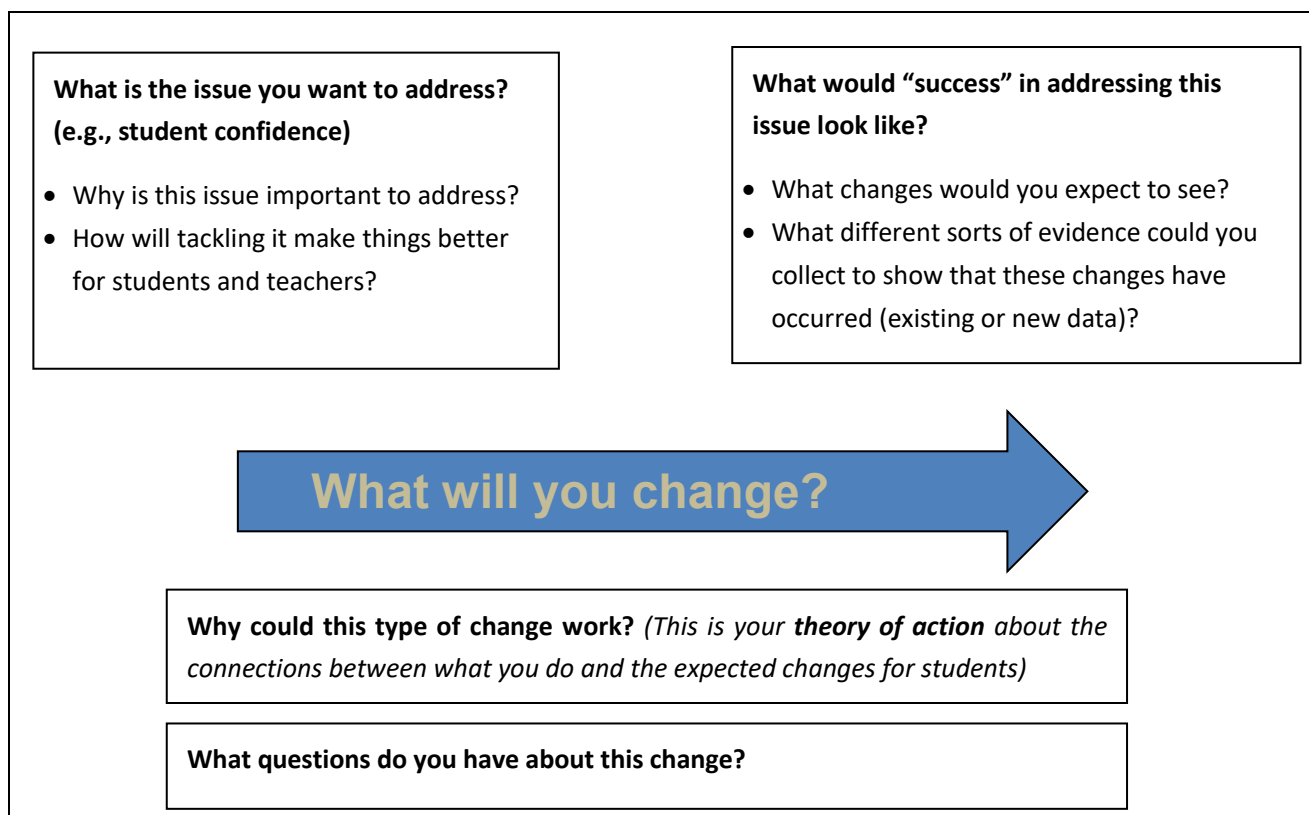 What is the issue you want to address?
(e.g., student confidence)
• Why is this issue important to address?
• How will tackling it make things better
for students and teachers?
What would “success” in addressing this
issue look like?
• What changes would you expect to see?
• What different sorts of evidence could you
collect to show that these changes have
occurred (existing or new data)?
What will you change?
Why could this type of change work? (This is your theory of action about the
connections between what you do and the expected changes for students)
What questions do you have about this change?